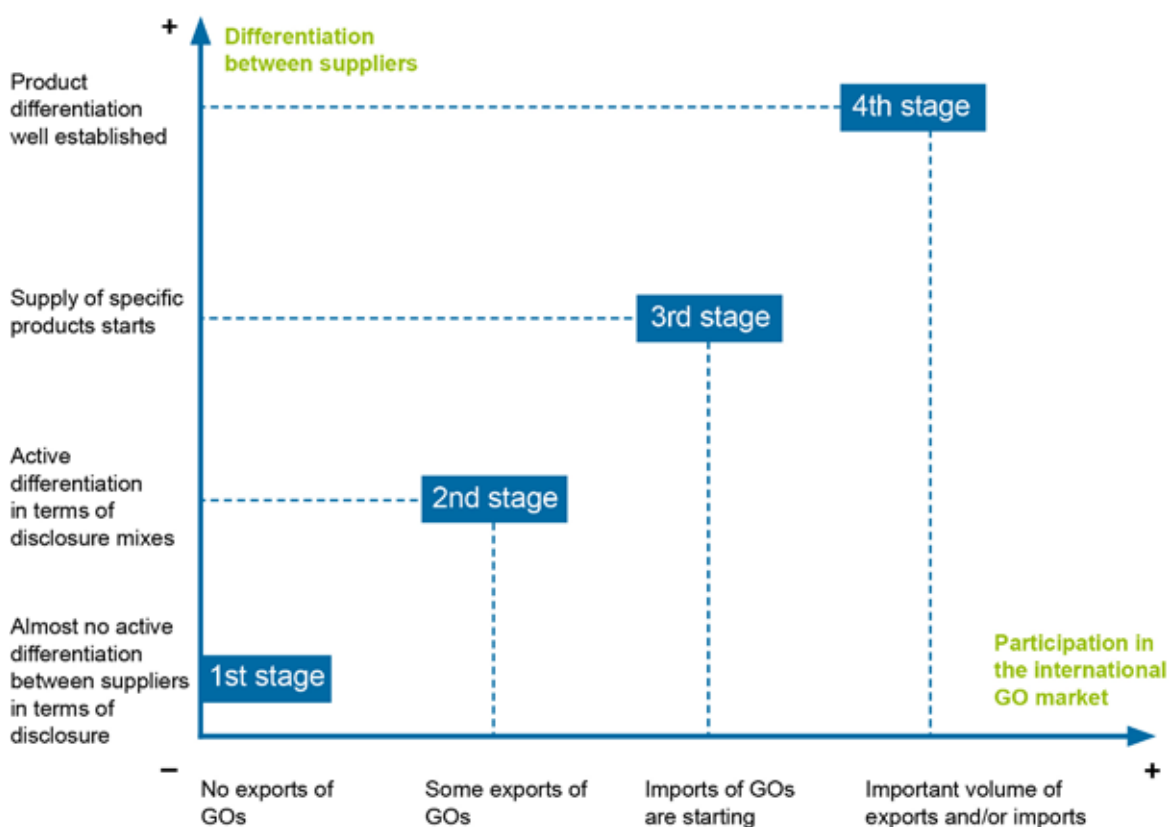 +
Differentiation
between suppliers
Product
differentiation
well established
4th stage
Supply of specific
products starts
3rd stage
Active
differentiation
in terms of
disclosure mixes
2nd stage
Almost no active
differentiation
between suppliers
in terms of
disclosure
1st stage
Participation in
the international
GO market
–
+
No exports of
GOs
Some exports of
GOs
Imports of GOs
are starting
Important volume of
exports and/or imports